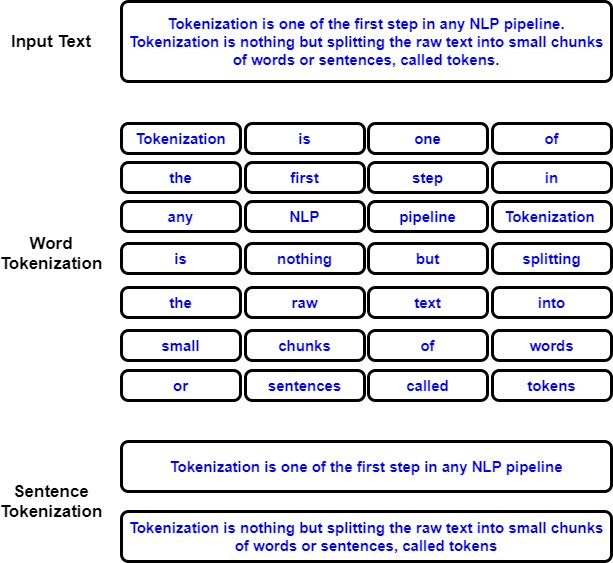 Input Text
Tokenization is one of the first step in any NLP pipeline.
Tokenization is nothing but splitting the raw text into small chunks
of words or sentences, called tokens.
Word
Tokenization
Tokenization is one of
the first step in
any NLP pipeline Tokenization
is nothing but splitting
the raw text into
small chunks of words
or sentences called tokens
Sentence
Tokenization
Tokenization is one of the first step in any NLP pipeline
Tokenization is nothing but splitting the raw text into small chunks
of words or sentences, called tokens